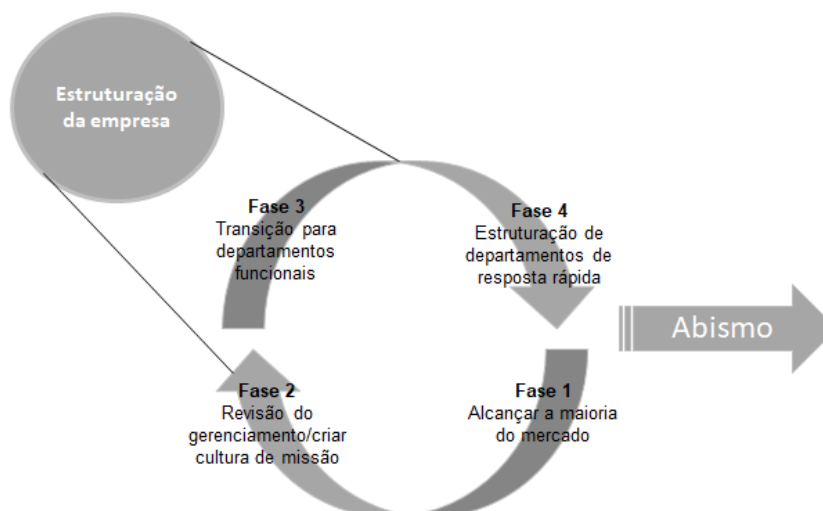 Estruturação
da empresa
Fase 3
Transição para
departamentos
funcionais
Fase 4
Estruturação de
departamentos de
resposta rápida
Abismo
Fase 2
Revisão do
gerenciamento/criar
cultura de missão
Fase 1
Alcançar a maioria
do mercado